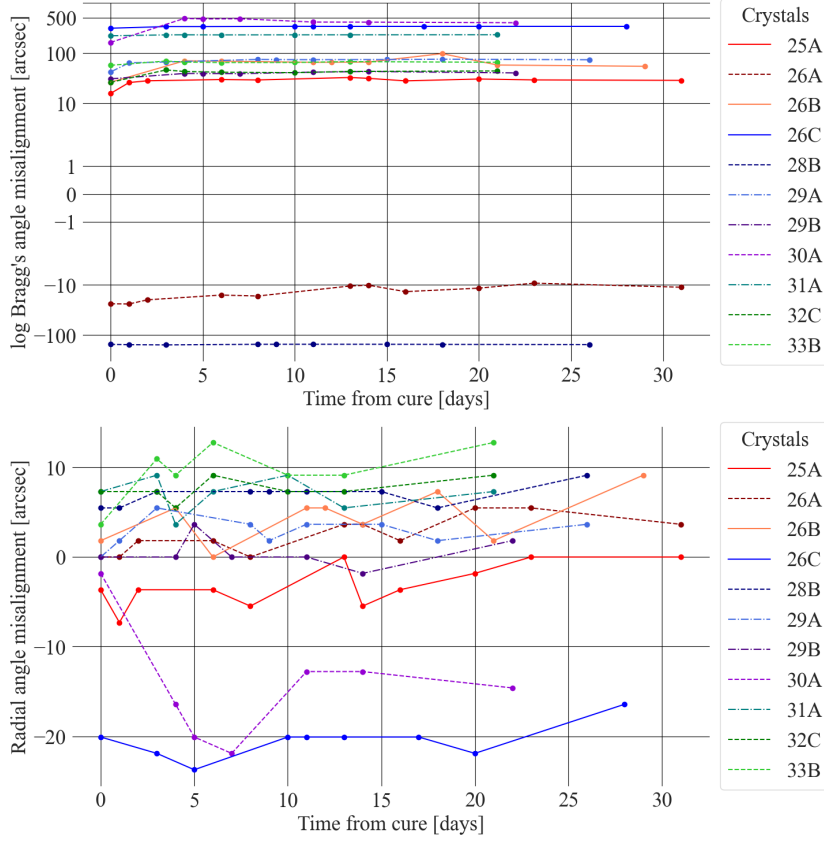 log Bragg's angle misalignment [arcsec]
500
100
10
1
0
−1
−10
−100
0
5
10
15
20
25
30
Time from cure [days]
Crystals
25A
26A
26B
26C
28B
29A
29B
30A
31A
32C
33B
Radial angle misalignment [arcsec]
10
0
−10
−20
0
5
10
15
20
25
30
Time from cure [days]
Crystals
25A
26A
26B
26C
28B
29A
29B
30A
31A
32C
33B